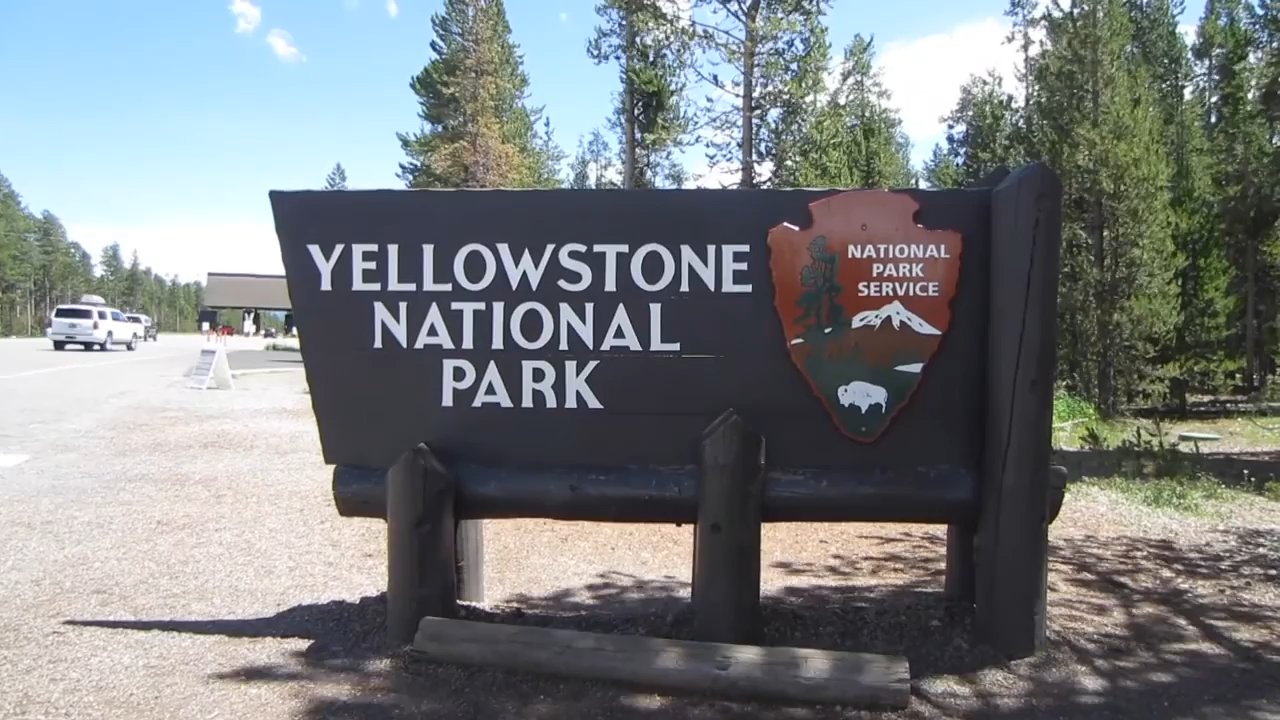 YELLOWSTONE
NATIONAL
PARK
NATIONAL
PARK
SERVICE